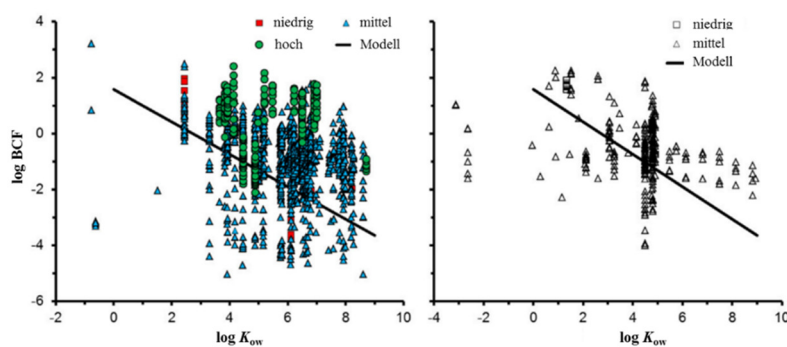 niedrig mittel
hoch Modell
niedrig
mittel
Modell
log BCF
4
2
0
-2
-4
-6
-2 0 2 4 6 8 10
log Kow
-4 -2 0 2 4 6 8 10
log Kow